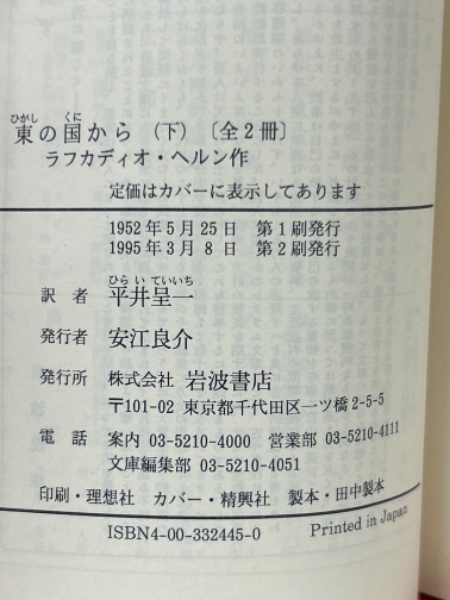 ひがし くに
東の国から (下) 〔全2冊〕
ラフカディオ・ヘルン作
定価はカバーに表示してあります
1952年5月25日 第1刷発行
1995年3月8日 第2刷発行
ひらい ていいち
訳者 平井呈一
発行者 安江良介
発行所 株式会社 岩波書店
〒101-02 東京都千代田区一ツ橋2-5-5
電話 案内 03-5210-4000 営業部 03-5210-4111
文庫編集部 03-5210-4051
印刷・理想社 カバー・精興社 製本・田中製本
ISBN4-00-332445-0 Printed in Japan